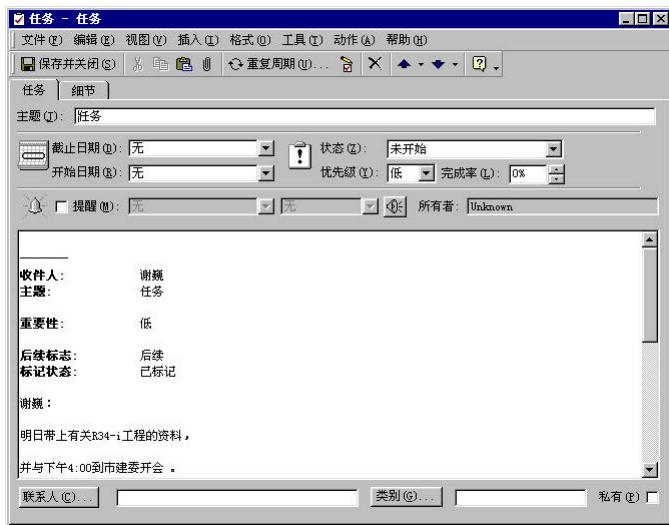 任务 - 任务
文件(F) 编辑(E) 视图(V) 插入(I) 格式(O) 工具(T) 动作(A) 帮助(H)
保存并关闭(S) 重复周期(U)...
任务 细节
主题(J): 任务
截止日期(D): 无 状态(Z): 未开始
开始日期(R): 无 优先级(Y): 低 完成率(L): 0%
提醒(M): 无 无 所有者: Unknown
收件人: 谢巍
主题: 任务
重要性: 低
后续标志: 后续
标记状态: 已标记
谢巍:
明日带上有关R34-i工程的资料,
并与下午4:00到市建委开会 。
联系人(C)... 类别(G)... 私有(P)